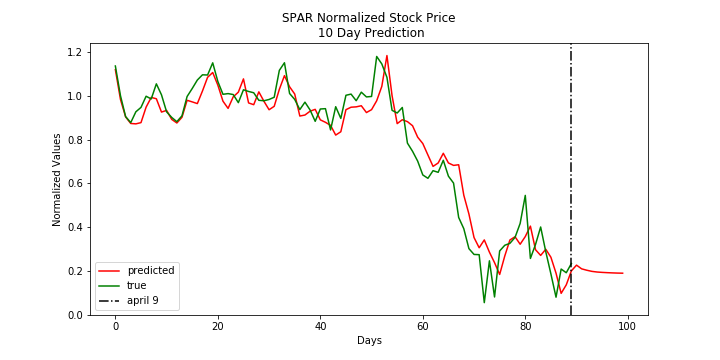 SPAR Normalized Stock Price
10 Day Prediction
Normalized Values
1.2
1.0
0.8
0.6
0.4
0.2
0.0
predicted
true
april 9
0
20
40
60
80
100
Days